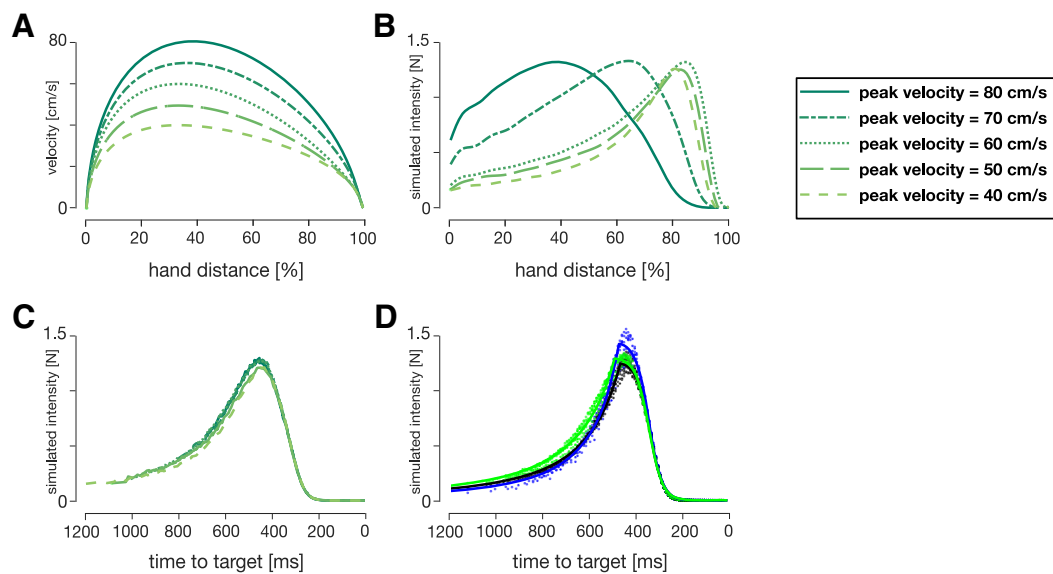 A
80
velocity [cm/s]
0
0 20 40 60 80 100
hand distance [%]
B
1.5
simulated intensity [N]
0
0 20 40 60 80 100
hand distance [%]
peak velocity = 80 cm/s
peak velocity = 70 cm/s
peak velocity = 60 cm/s
peak velocity = 50 cm/s
peak velocity = 40 cm/s
C
1.5
simulated intensity [N]
0
1200 1000 800 600 400 200 0
time to target [ms]
D
1.5
simulated intensity [N]
0
1200 1000 800 600 400 200 0
time to target [ms]